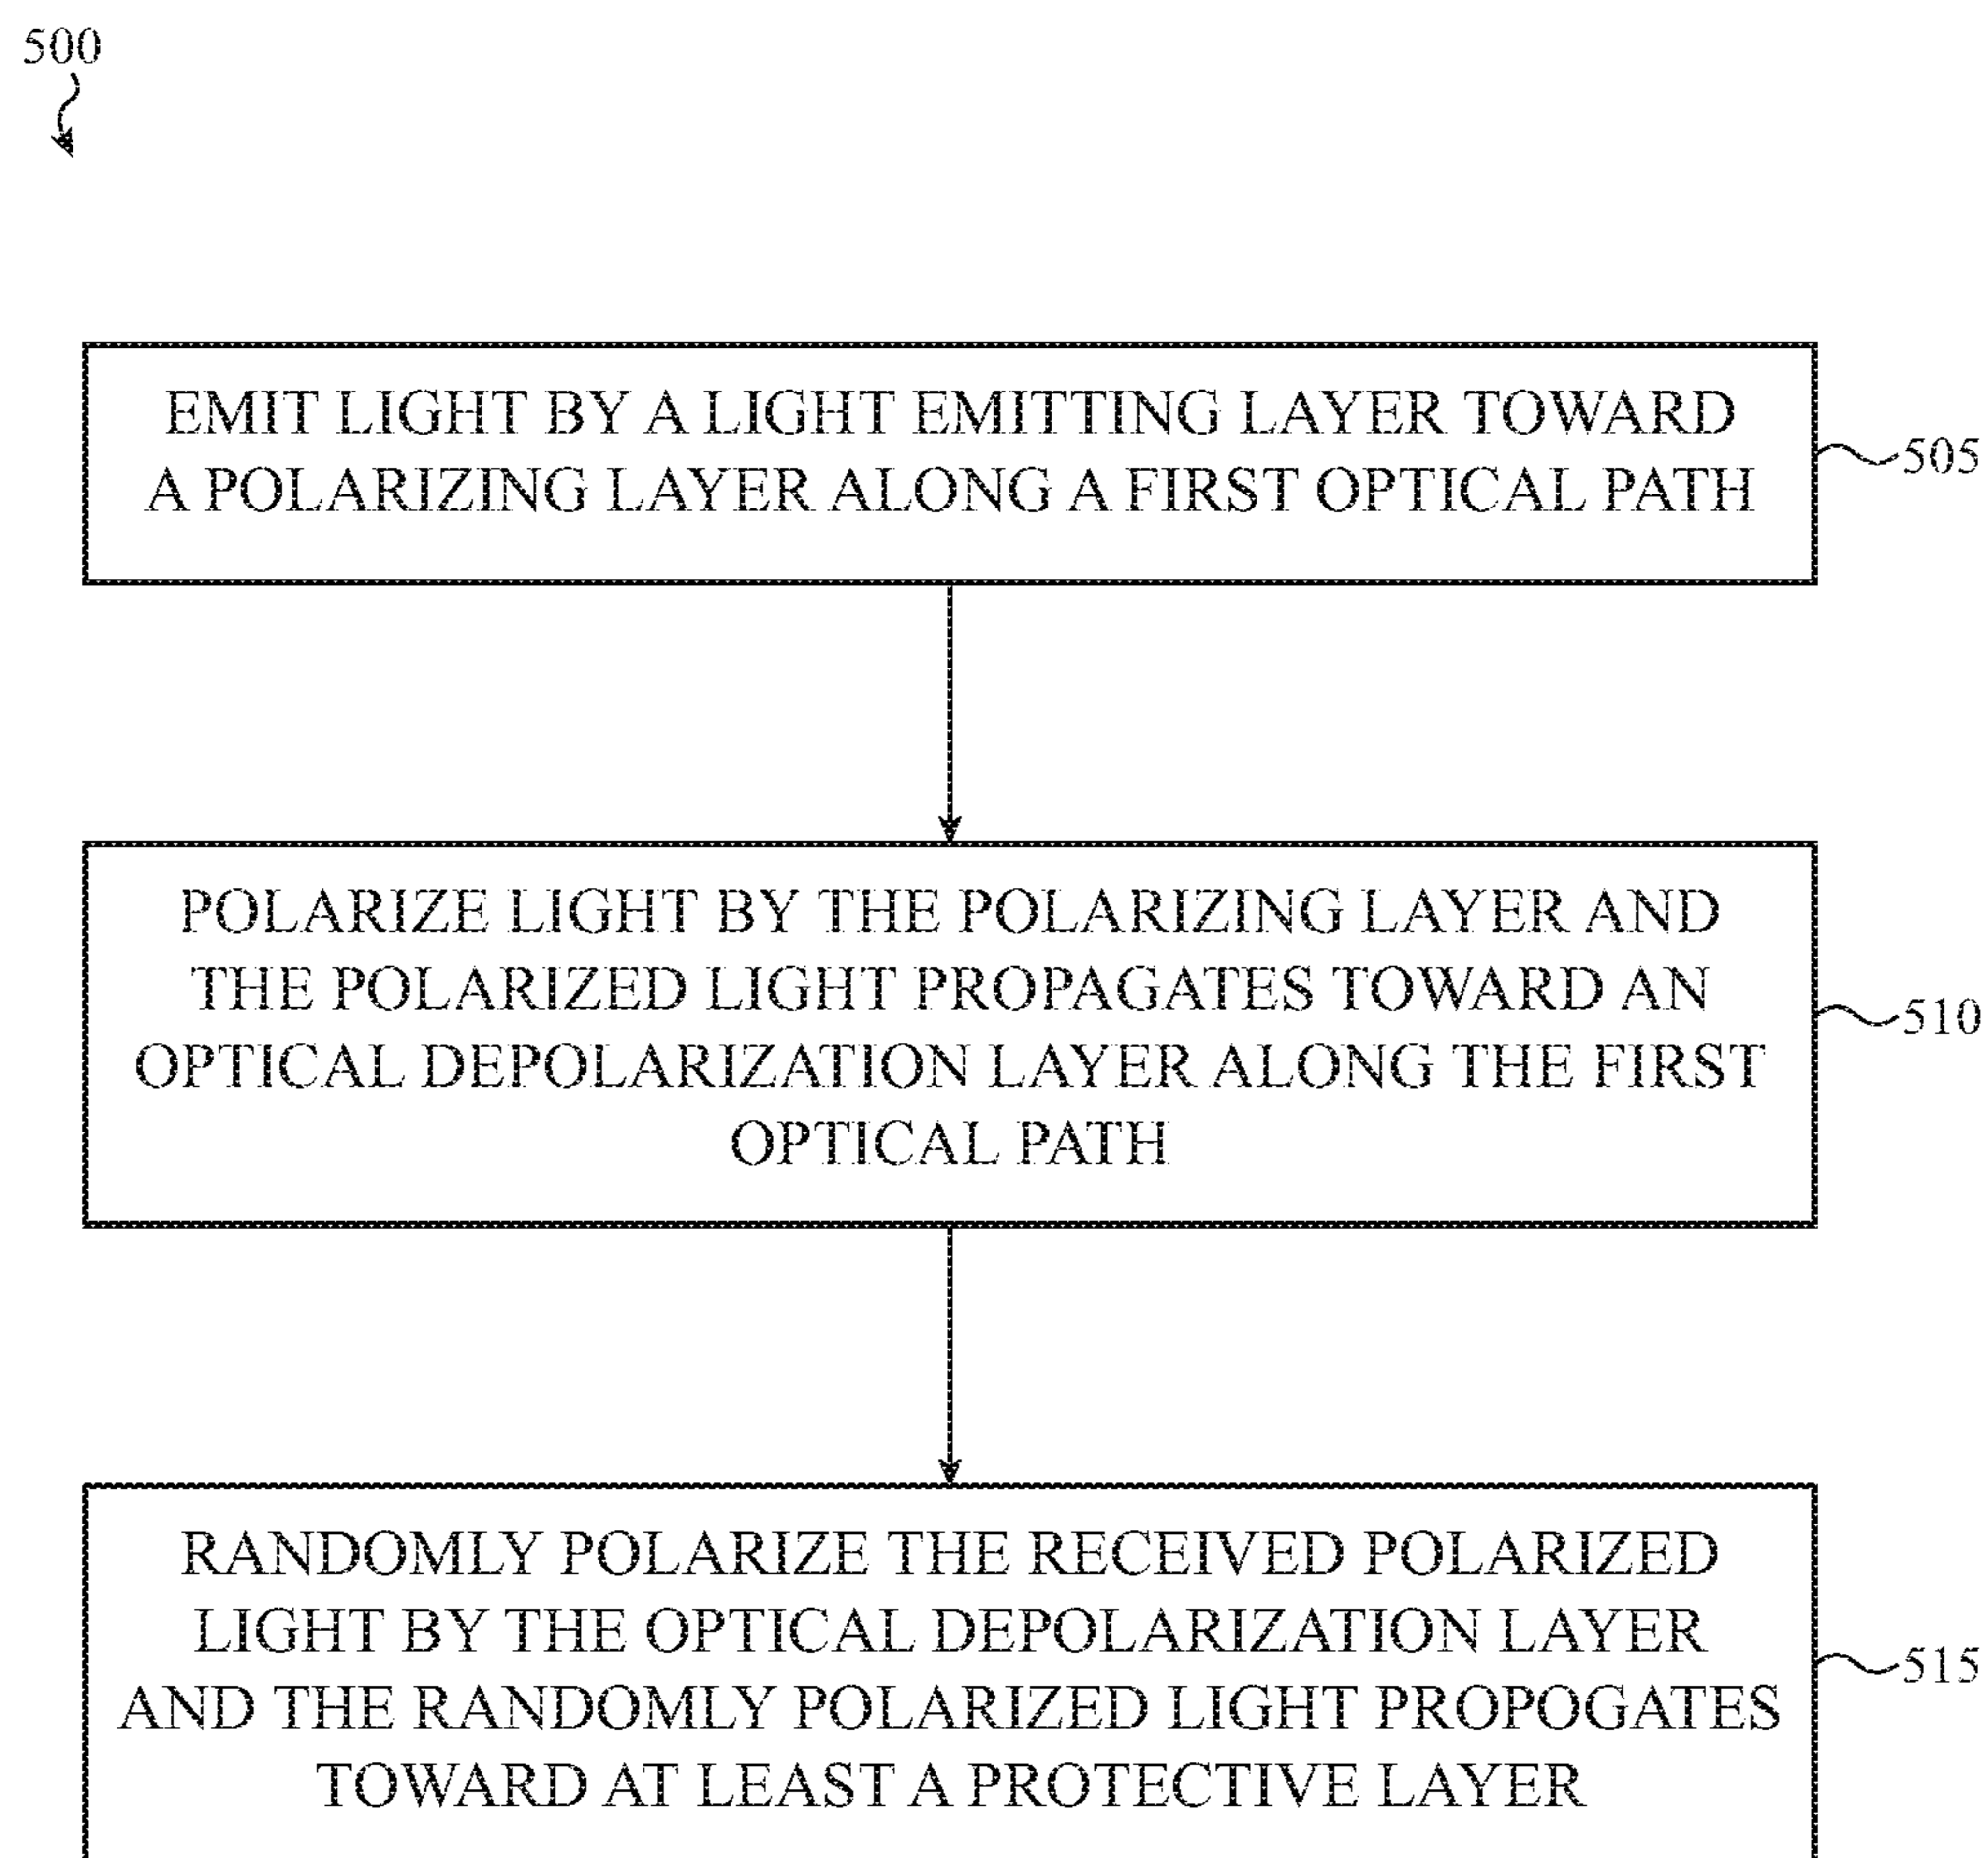 500
EMIT LIGHT BY A LIGHT EMITTING LAYER TOWARD
A POLARIZING LAYER ALONG A FIRST OPTICAL PATH
505
POLARIZE LIGHT BY THE POLARIZING LAYER AND
THE POLARIZED LIGHT PROPAGATES TOWARD AN
OPTICAL DEPOLARIZATION LAYER ALONG THE FIRST
OPTICAL PATH
510
RANDOMLY POLARIZE THE RECEIVED POLARIZED
LIGHT BY THE OPTICAL DEPOLARIZATION LAYER
AND THE RANDOMLY POLARIZED LIGHT PROPOGATES
TOWARD AT LEAST A PROTECTIVE LAYER
515